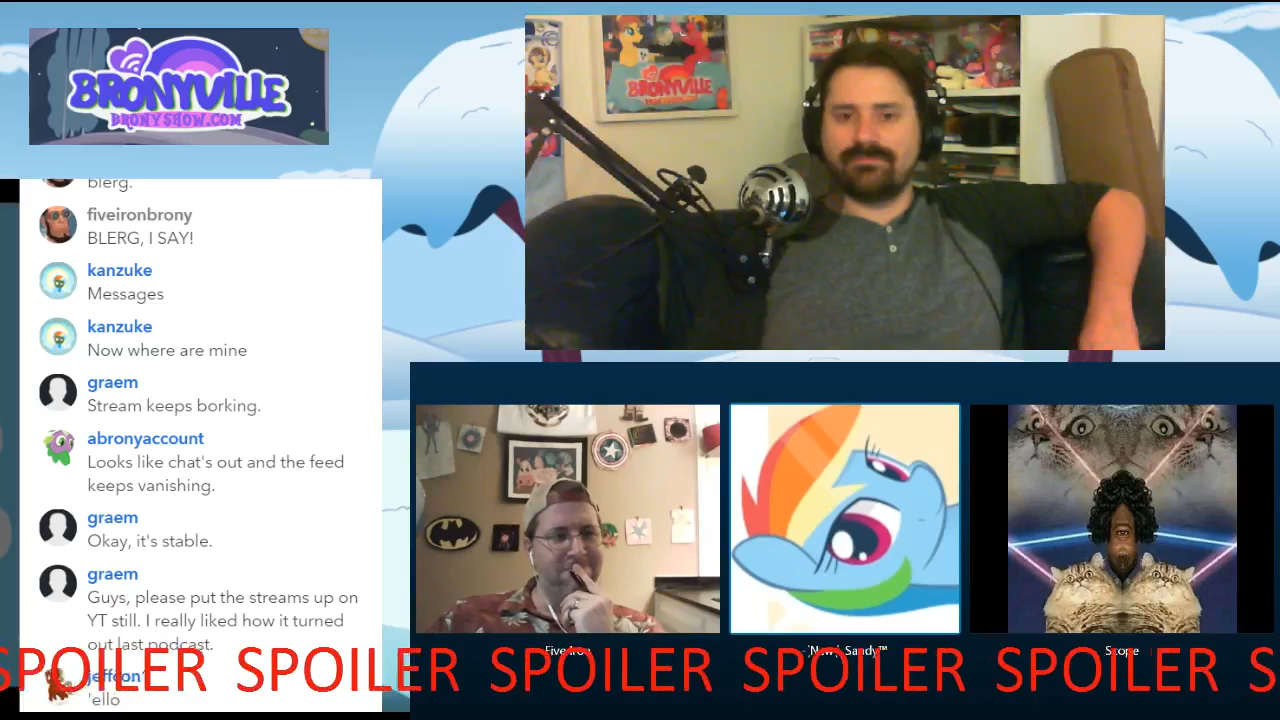 BRONYVILLE
BRONYSHOW.COM
BRONYVILLE
blerg.
fiveironbrony
BLERG, I SAY!
kanzuke
Messages
kanzuke
Now where are mine
graem
Stream keeps borking.
abronyaccount
Looks like chat's out and the feed
keeps vanishing.
graem
Okay, it's stable.
graem
Guys, please put the streams up on
YT still. I really liked how it turned
out last podcast.
'ello
Sandy™
Scope
SPOILER SPOILER SPOILER SPOILER SPOILER SPOILER S